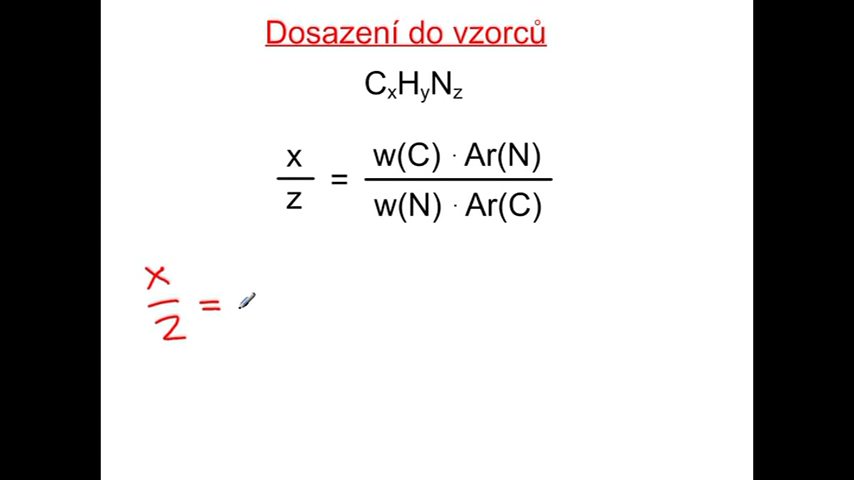 Dosazení do vzorců
CxHyNz
x/z = w(C) · Ar(N) / w(N) · Ar(C)
x/z =